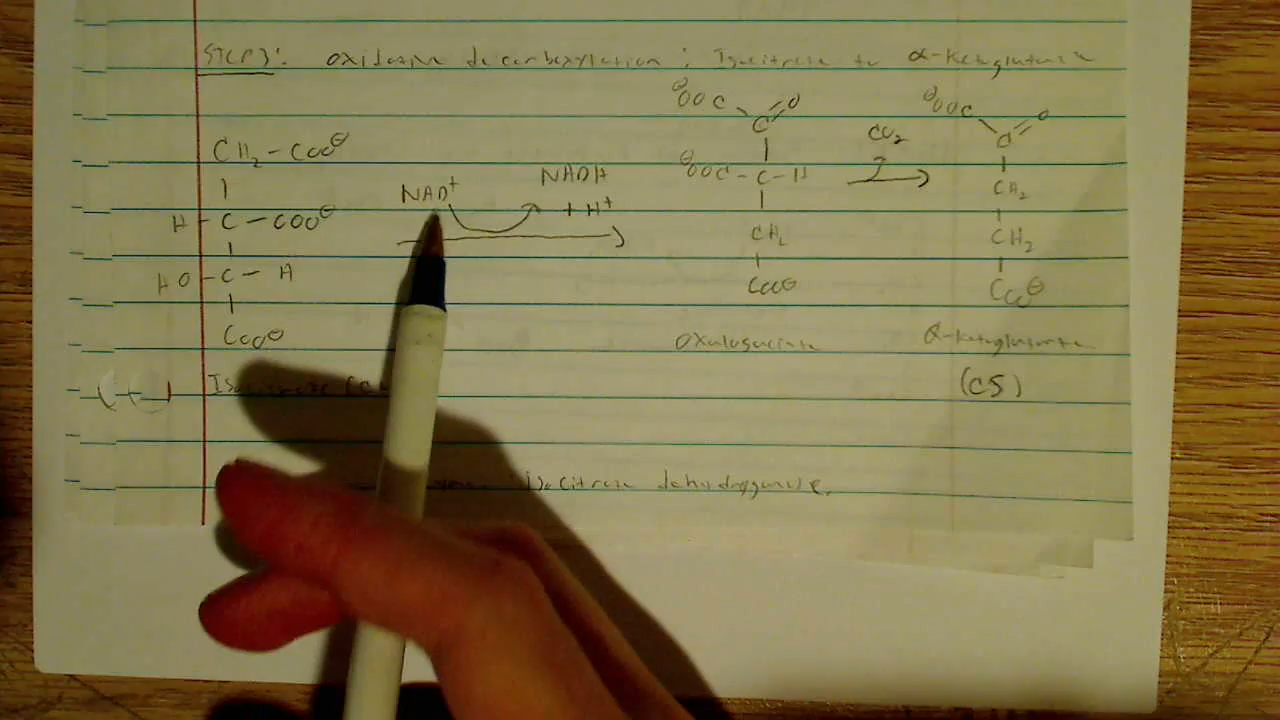 STEP 3: oxidative decarboxylation : Isocitrate to α-Ketoglutarate
⊖OOC O ⊖OOC O
C CO2 C
CH2 - COO⊖
NAD+ NADH + H+ ⊖OOC - C - H CH2
H - C - COO⊖
CH2 CH2
HO - C - H
COO⊖ COO⊖
COO⊖ oxalosuccinate α-Ketoglutarate
Isocitrate (C5)
isocitrate dehydrogenase.